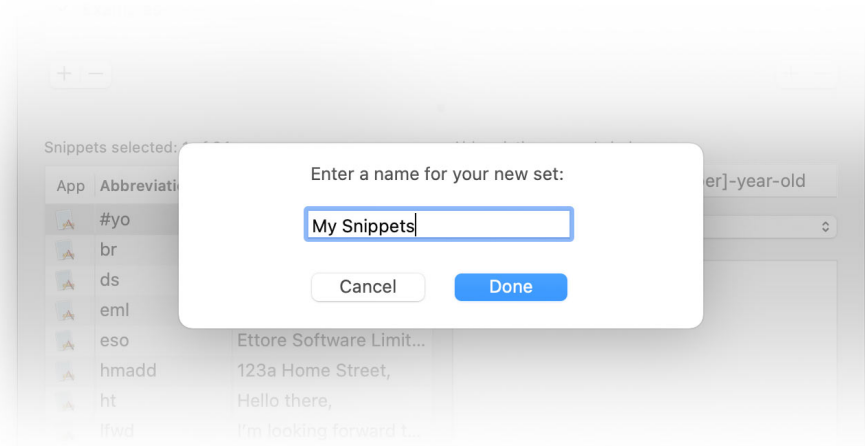 + −
Snippets selected:
er]-year-old
App Abbreviati
Enter a name for your new set:
My Snippets
Cancel Done
#yo
br
ds
eml
eso Ettore Software Limit...
hmadd 123a Home Street,
ht Hello there,
lfwd I'm looking forward t...